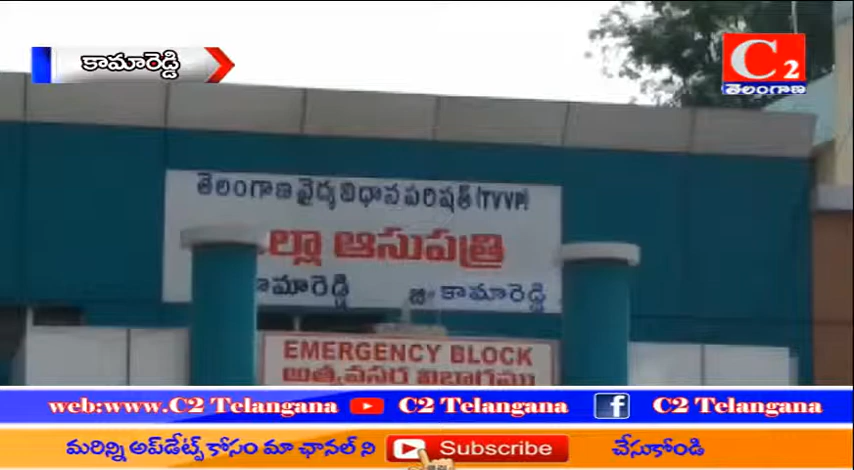 కామారెడ్డి
C2
తెలంగాణ
తెలంగాణ వైద్య విధాన పరిషత్ (TVVP)
ల్లా ఆసుపత్రి
కామారెడ్డి జి॥ కామారెడ్డి
EMERGENCY BLOCK
అత్యవసర విభాగము
web:www.C2 Telangana C2 Telangana f C2 Telangana
మరిన్ని అప్‌డేట్స్ కోసం మా ఛానల్ ని Subscribe చేసుకోండి